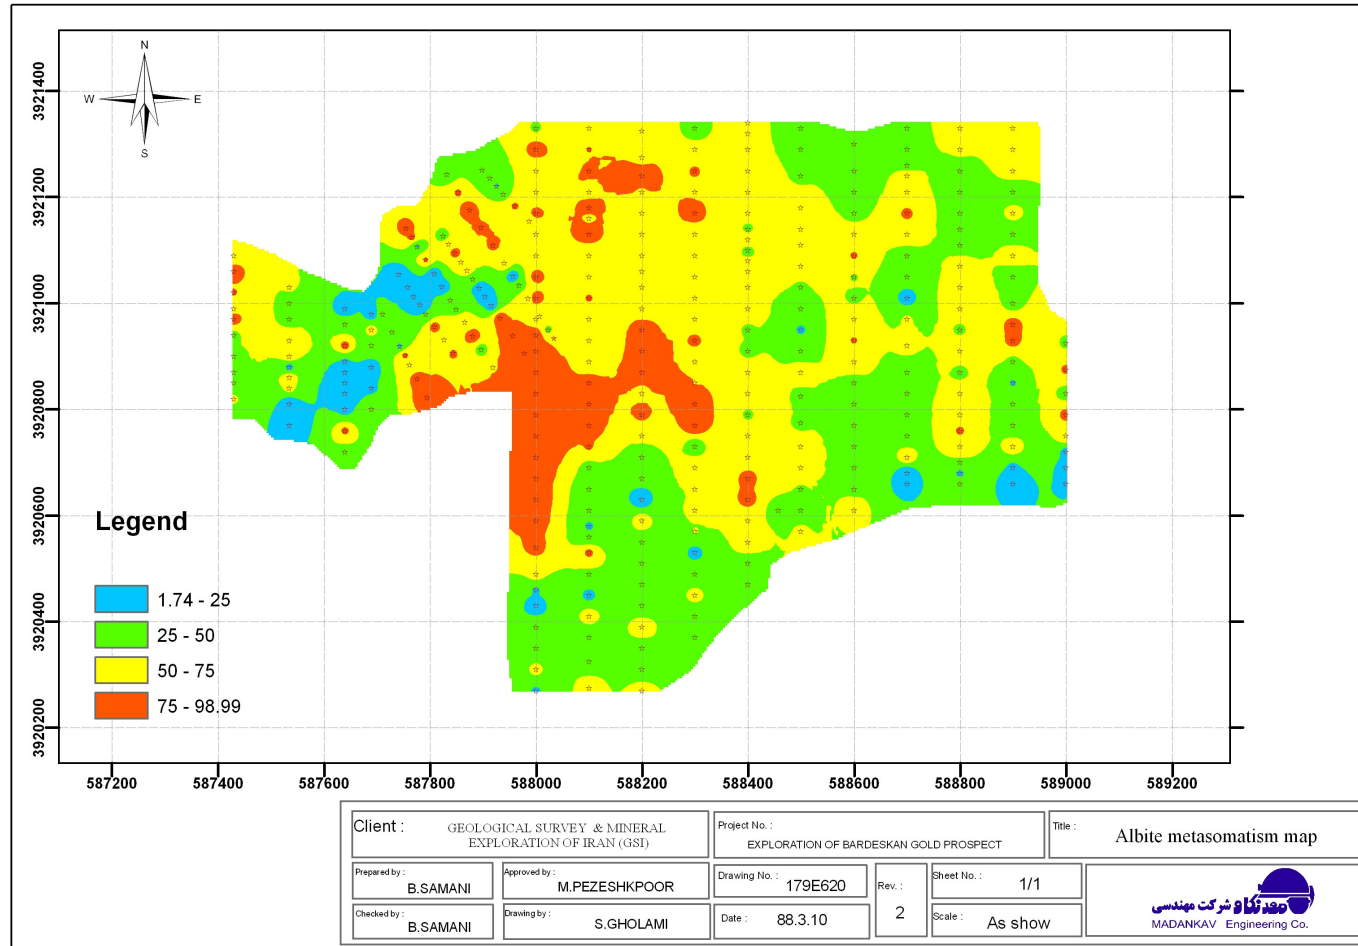 N
W E
S
3921400
3921200
3921000
3920800
3920600
3920400
3920200
Legend
1.74 - 25
25 - 50
50 - 75
75 - 98.99
587200 587400 587600 587800 588000 588200 588400 588600 588800 589000 589200
Client : GEOLOGICAL SURVEY & MINERAL
EXPLORATION OF IRAN (GSI)
Project No. :
EXPLORATION OF BARDESKAN GOLD PROSPECT
Title : Albite metasomatism map
Prepared by : B.SAMANI
Approved by : M.PEZESHKPOOR
Drawing No. : 179E620
Rev. : 2
Sheet No. : 1/1
Checked by : B.SAMANI
Drawing by : S.GHOLAMI
Date : 88.3.10
Scale : As show
شرکت مهندسی
MADANKAV Engineering Co.